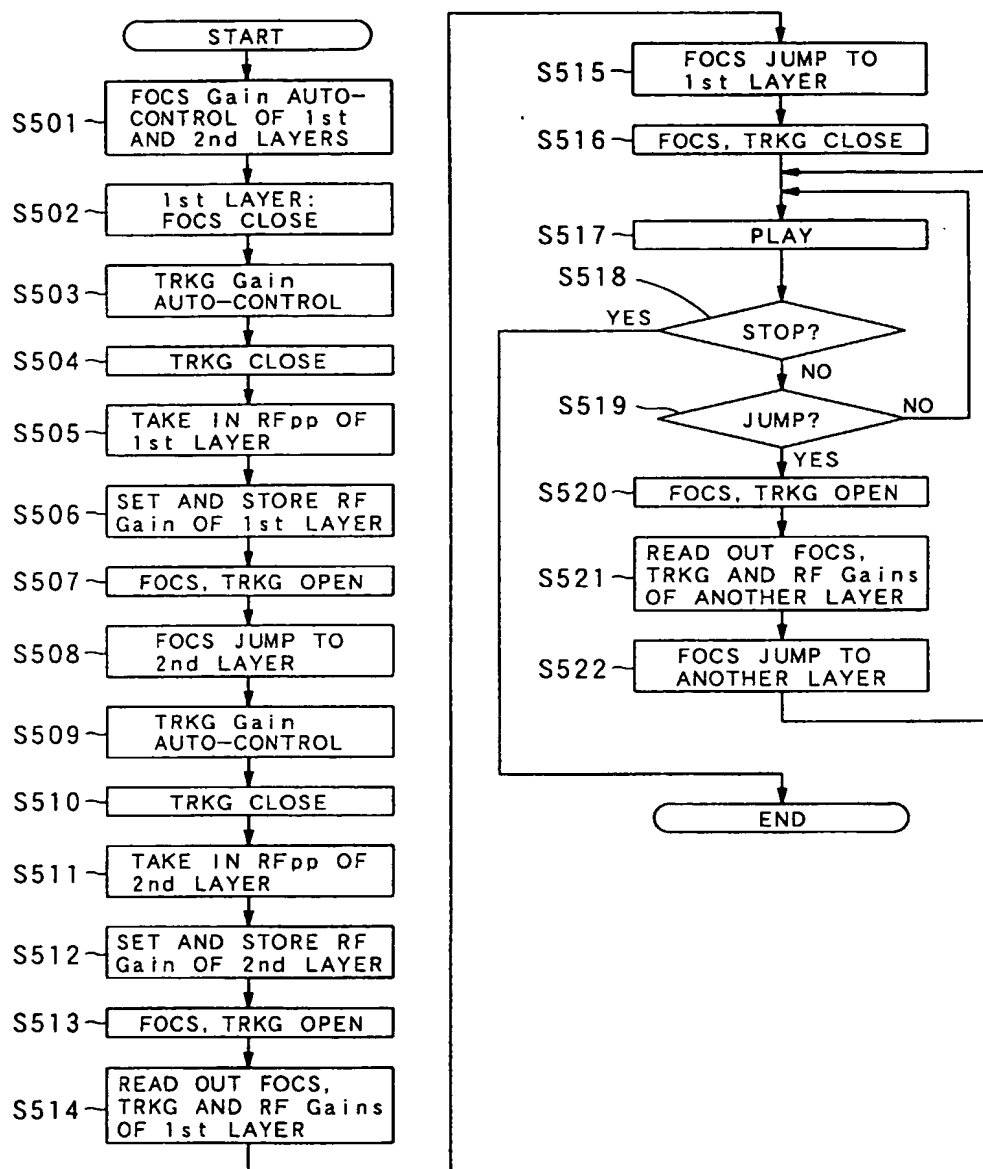 START
S501
FOCS Gain AUTO-
CONTROL OF 1st
AND 2nd LAYERS
S502
1st LAYER:
FOCS CLOSE
S503
TRKG Gain
AUTO-CONTROL
S504
TRKG CLOSE
S505
TAKE IN RFpp OF
1st LAYER
S506
SET AND STORE RF
Gain OF 1st LAYER
S507
FOCS, TRKG OPEN
S508
FOCS JUMP TO
2nd LAYER
S509
TRKG Gain
AUTO-CONTROL
S510
TRKG CLOSE
S511
TAKE IN RFpp OF
2nd LAYER
S512
SET AND STORE RF
Gain OF 2nd LAYER
S513
FOCS, TRKG OPEN
S514
READ OUT FOCS,
TRKG AND RF Gains
OF 1st LAYER
S515
FOCS JUMP TO
1st LAYER
S516
FOCS, TRKG CLOSE
S517
PLAY
S518
YES
STOP?
NO
S519
JUMP?
NO
YES
S520
FOCS, TRKG OPEN
S521
READ OUT FOCS,
TRKG AND RF Gains
OF ANOTHER LAYER
S522
FOCS JUMP TO
ANOTHER LAYER
END